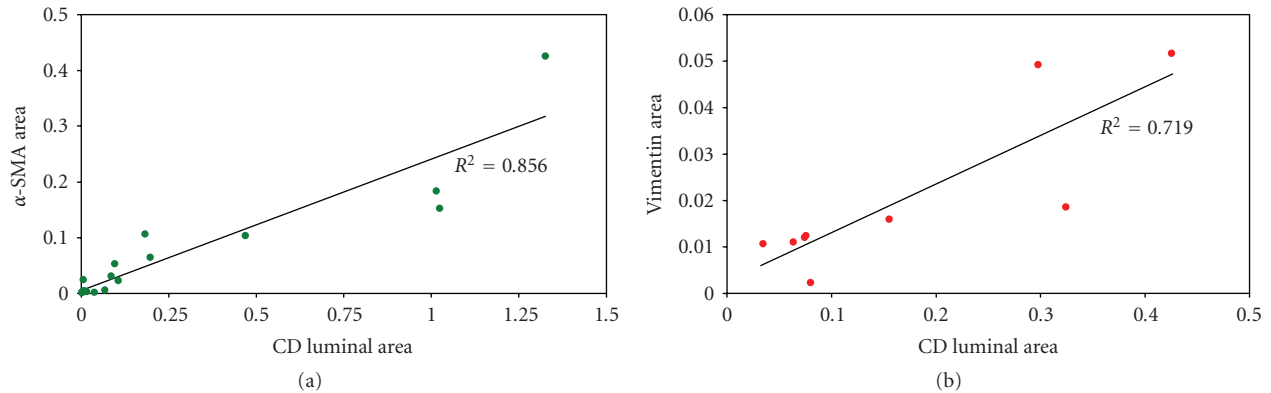 0.5
0.4
0.3
0.2
0.1
0
α-SMA area
R² = 0.856
0 0.25 0.5 0.75 1 1.25 1.5
CD luminal area
(a)
0.06
0.05
0.04
0.03
0.02
0.01
0
Vimentin area
R² = 0.719
0 0.1 0.2 0.3 0.4 0.5
CD luminal area
(b)